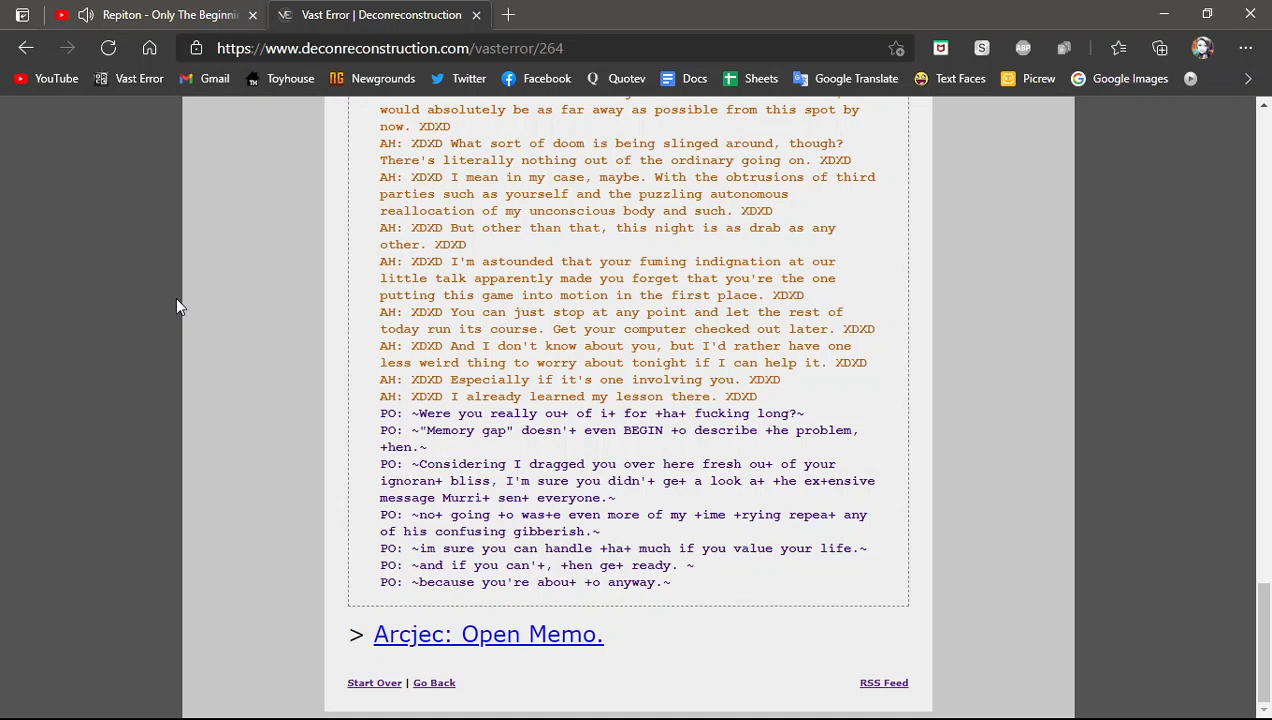 Repiton - Only The Beginnin
Vast Error | Deconreconstruction
https://www.deconreconstruction.com/vasterror/264
YouTube Vast Error Gmail Toyhouse Newgrounds Twitter Facebook Quotev Docs Sheets Google Translate Text Faces Picrew Google Images
would absolutely be as far away as possible from this spot by
now. XDXD
AH: XDXD What sort of doom is being slinged around, though?
There's literally nothing out of the ordinary going on. XDXD
AH: XDXD I mean in my case, maybe. With the obtrusions of third
parties such as yourself and the puzzling autonomous
reallocation of my unconscious body and such. XDXD
AH: XDXD But other than that, this night is as drab as any
other. XDXD
AH: XDXD I'm astounded that your fuming indignation at our
little talk apparently made you forget that you're the one
putting this game into motion in the first place. XDXD
AH: XDXD You can just stop at any point and let the rest of
today run its course. Get your computer checked out later. XDXD
AH: XDXD And I don't know about you, but I'd rather have one
less weird thing to worry about tonight if I can help it. XDXD
AH: XDXD Especially if it's one involving you. XDXD
AH: XDXD I already learned my lesson there. XDXD
PO: ~Were you really ou+ of i+ for +ha+ fucking long?~
PO: ~"Memory gap" doesn'+ even BEGIN +o describe +he problem,
+hen.~
PO: ~Considering I dragged you over here fresh ou+ of your
ignoran+ bliss, I'm sure you didn'+ ge+ a look a+ +he ex+ensive
message Murri+ sen+ everyone.~
PO: ~no+ going +o was+e even more of my +ime +rying repea+ any
of his confusing gibberish.~
PO: ~im sure you can handle +ha+ much if you value your life.~
PO: ~and if you can'+, +hen ge+ ready. ~
PO: ~because you're abou+ +o anyway.~
> Arcjec: Open Memo.
Start Over | Go Back
RSS Feed